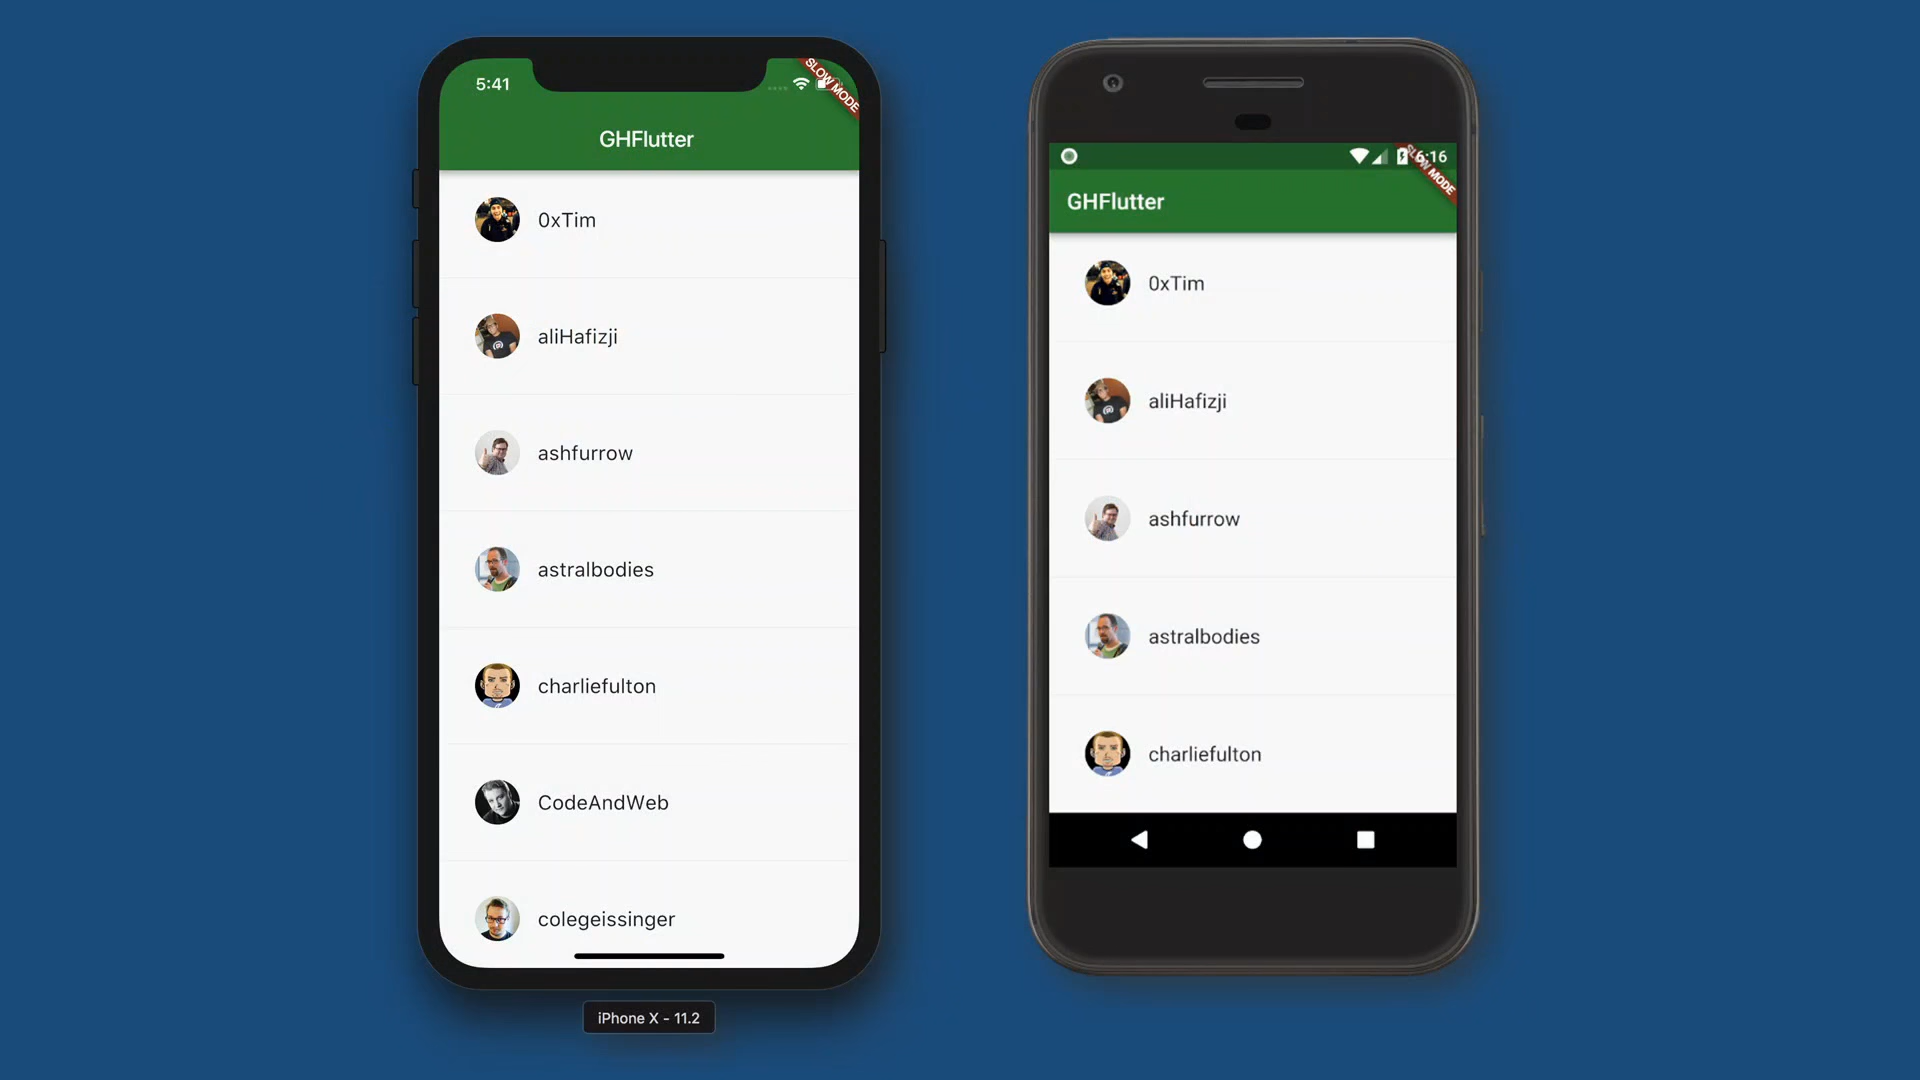 5:41
SLOW MODE
GHFlutter
0xTim
aliHafizji
ashfurrow
astralbodies
charliefulton
CodeAndWeb
colegeissinger
iPhone X - 11.2
6:16
SLOW MODE
GHFlutter
0xTim
aliHafizji
ashfurrow
astralbodies
charliefulton